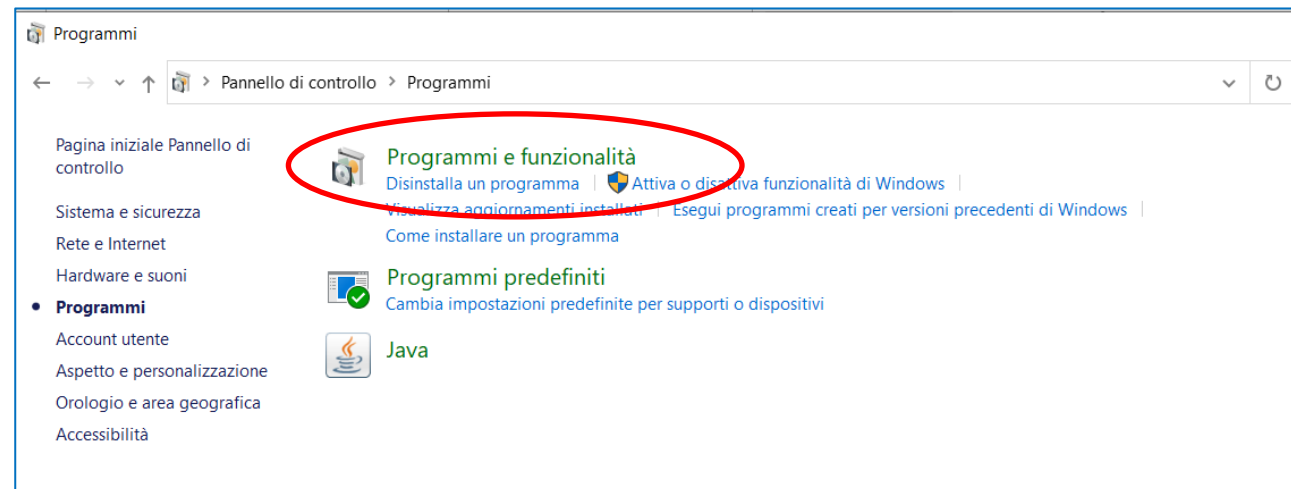 Programmi
Pannello di controllo > Programmi
Pagina iniziale Pannello di
controllo
Sistema e sicurezza
Rete e Internet
Hardware e suoni
Programmi
Account utente
Aspetto e personalizzazione
Orologio e area geografica
Accessibilità
Programmi e funzionalità
Disinstalla un programma | Attiva o disattiva funzionalità di Windows |
Visualizza aggiornamenti installati | Esegui programmi creati per versioni precedenti di Windows |
Come installare un programma
Programmi predefiniti
Cambia impostazioni predefinite per supporti o dispositivi
Java